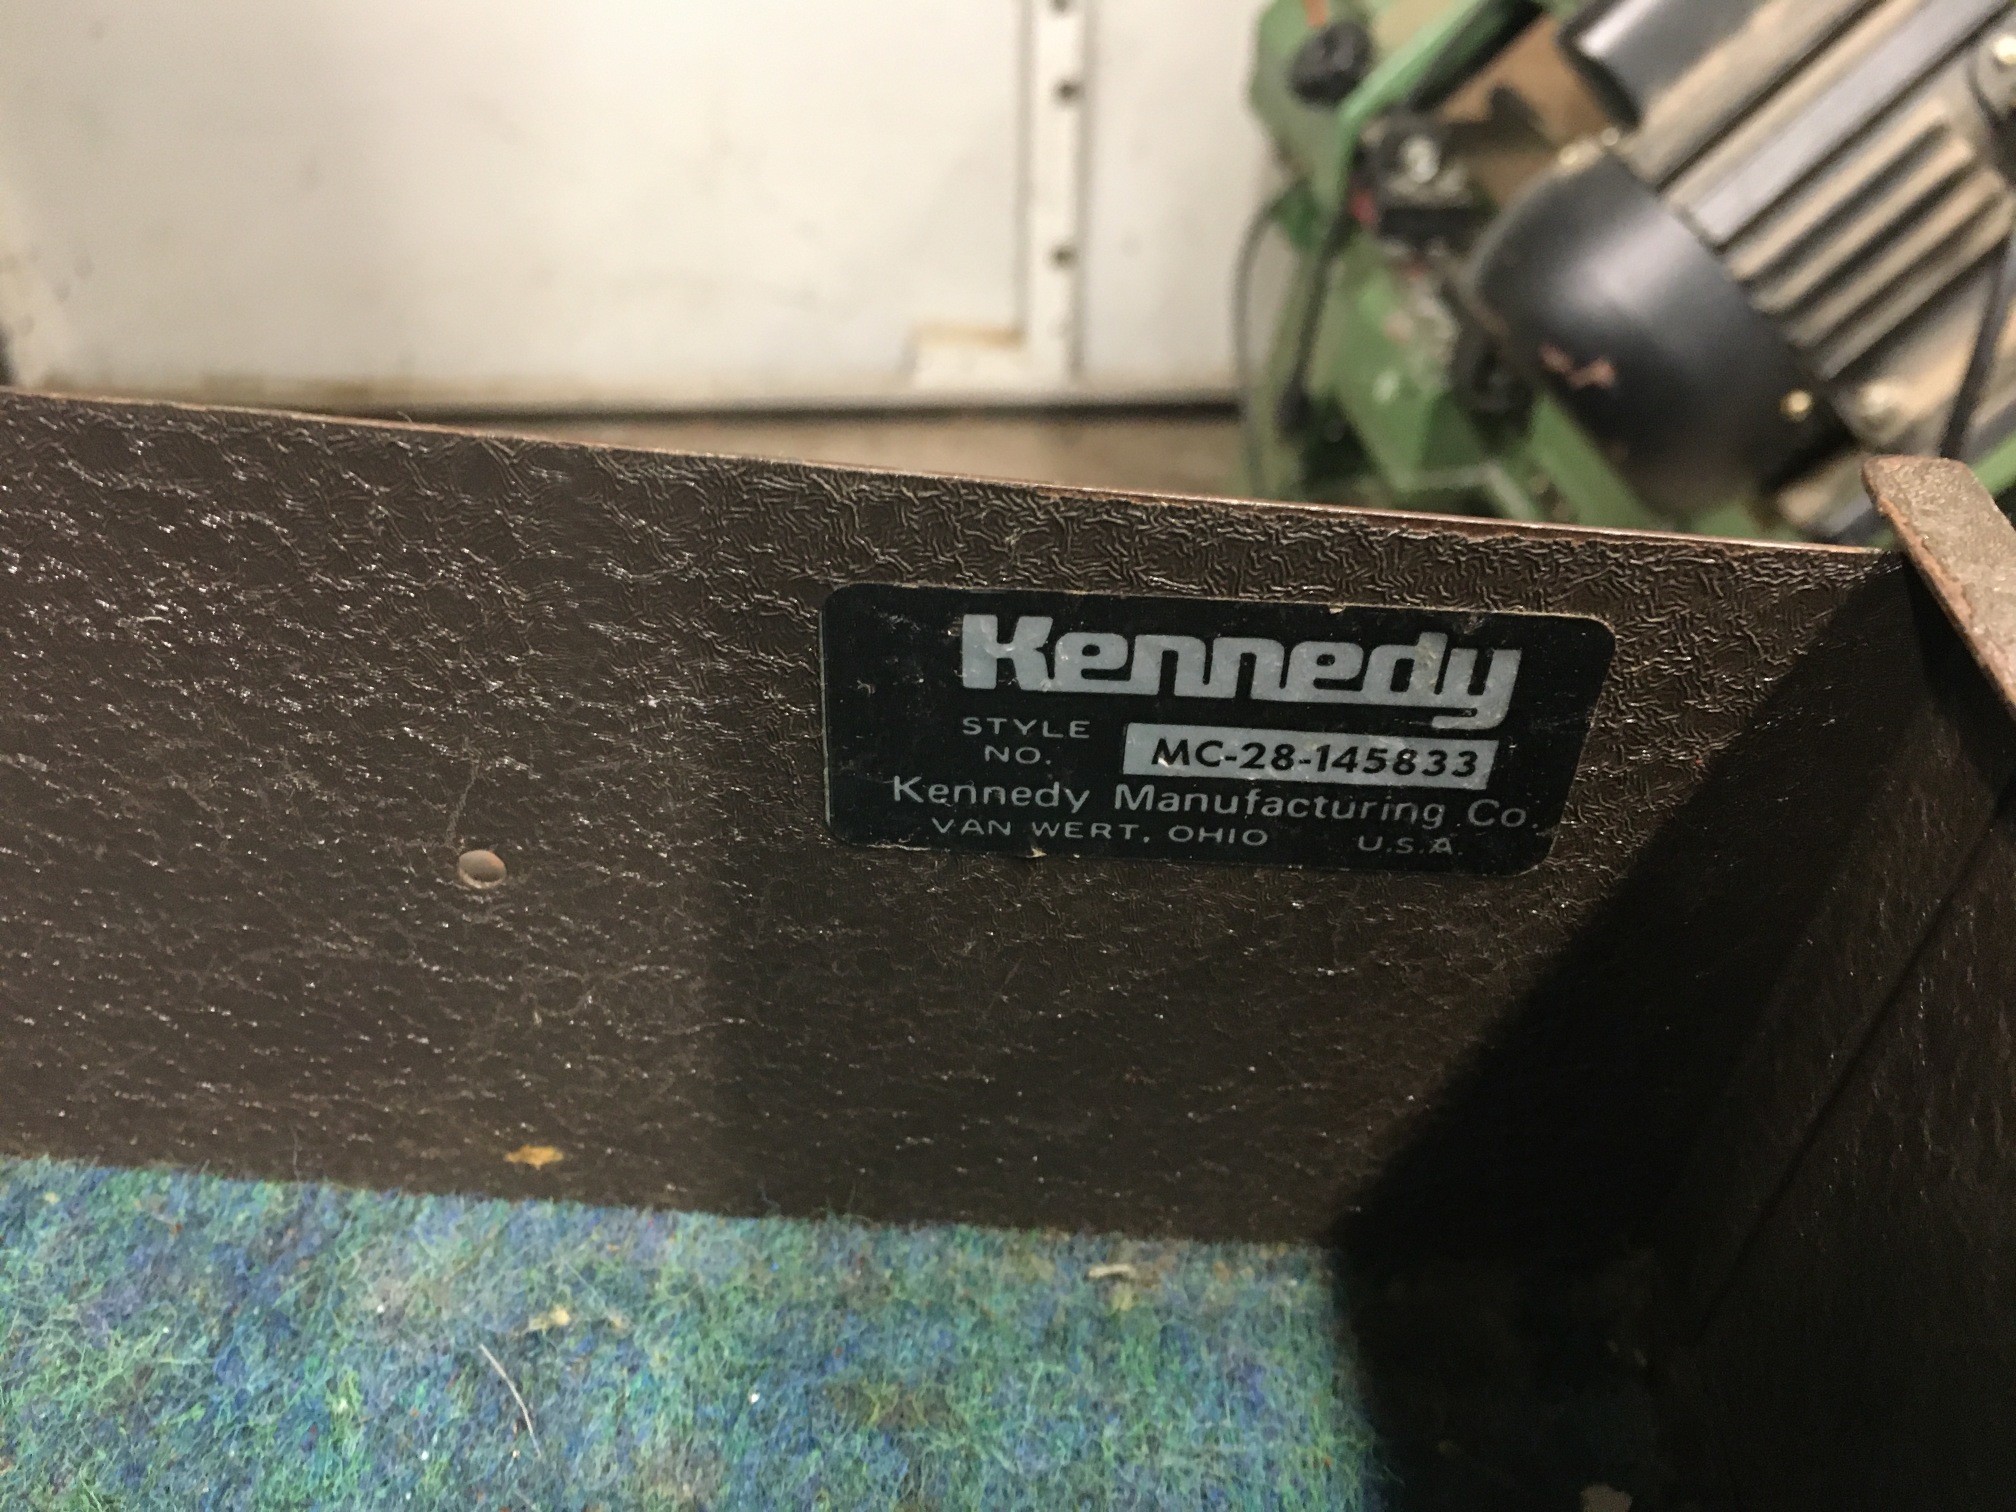 Kennedy
STYLE
NO.
MC-28-145833
Kennedy Manufacturing Co.
VAN WERT, OHIO U.S.A.